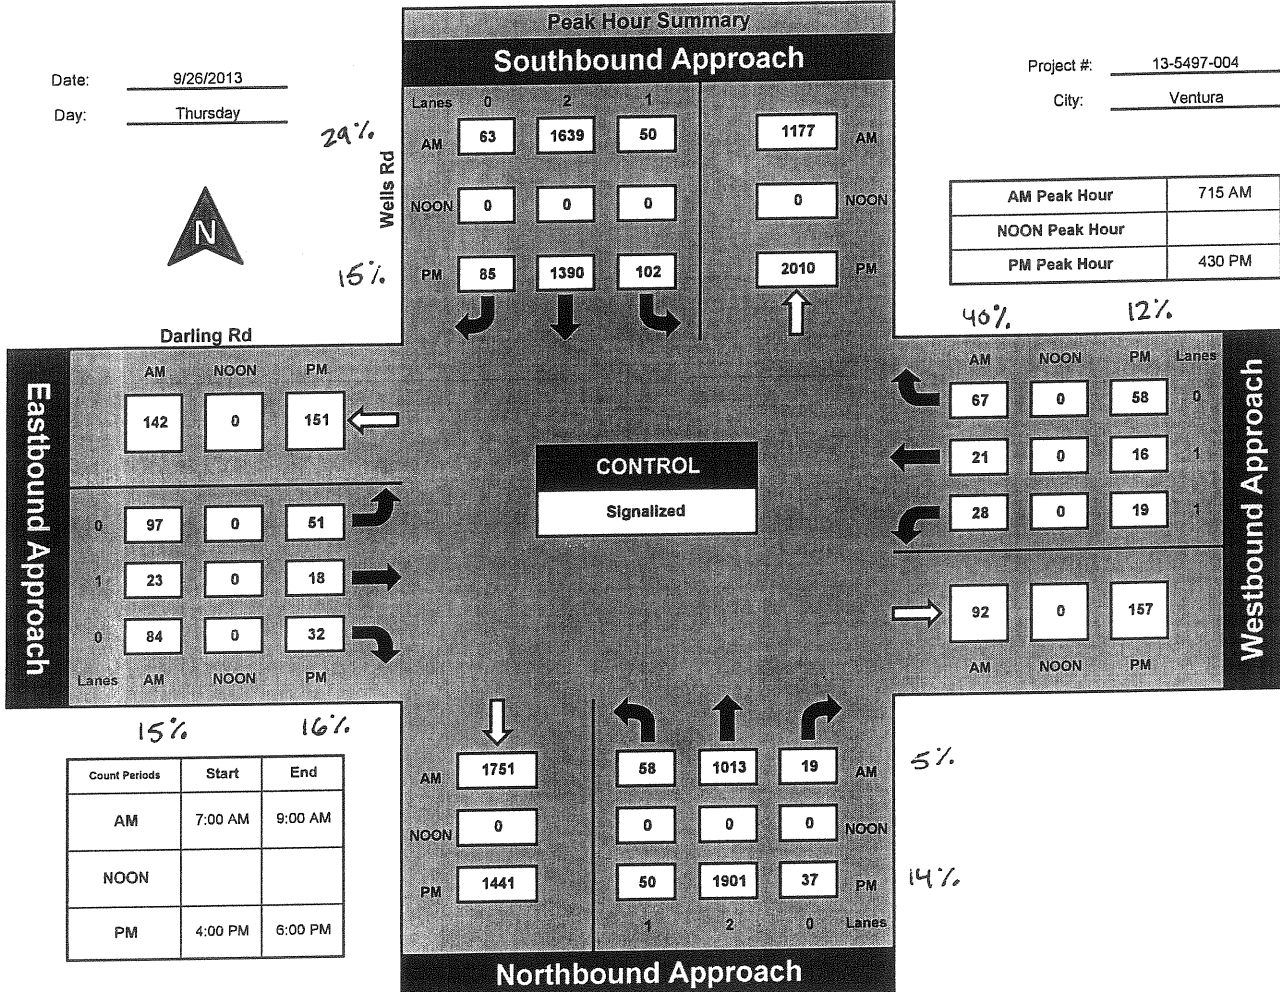 Peak Hour Summary
Southbound Approach
Date: 9/26/2013
Day: Thursday
Project #: 13-5497-004
City: Ventura
Lanes 0 2 1
29% AM 63 1639 50 1177 AM
Wells Rd
NOON 0 0 0 0 NOON
15% PM 85 1390 102 2010 PM
N
AM Peak Hour 715 AM
NOON Peak Hour
PM Peak Hour 430 PM
40% 12%
Darling Rd
Eastbound Approach
AM NOON PM
142 0 151
0 97 0 51
1 23 0 18
0 84 0 32
Lanes AM NOON PM
15% 16%
CONTROL
Signalized
AM NOON PM Lanes
67 0 58 0
21 0 16 1
28 0 19 1
92 0 157
AM NOON PM
Westbound Approach
Count Periods Start End
AM 7:00 AM 9:00 AM
NOON
PM 4:00 PM 6:00 PM
AM 1751 58 1013 19 AM 5%
NOON 0 0 0 0 NOON
PM 1441 50 1901 37 PM 14%
1 2 0 Lanes
Northbound Approach